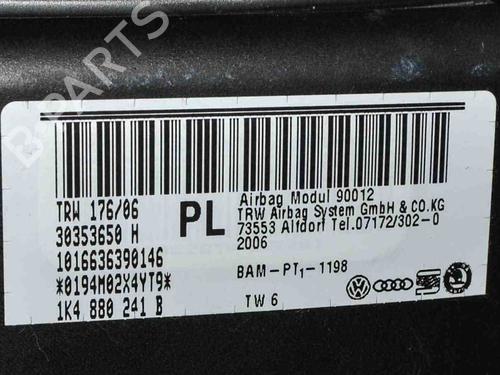 B-PARTS
TRW 176/06
30353650 H
1016636390146
*0194M02X4YT9*
1K4 880 241 B
PL
Airbag Modul 90012
TRW Airbag System GmbH & CO.KG
73553 Alfdorf Tel.07172/302-0
2006
BAM-PT₁-1198
TW 6